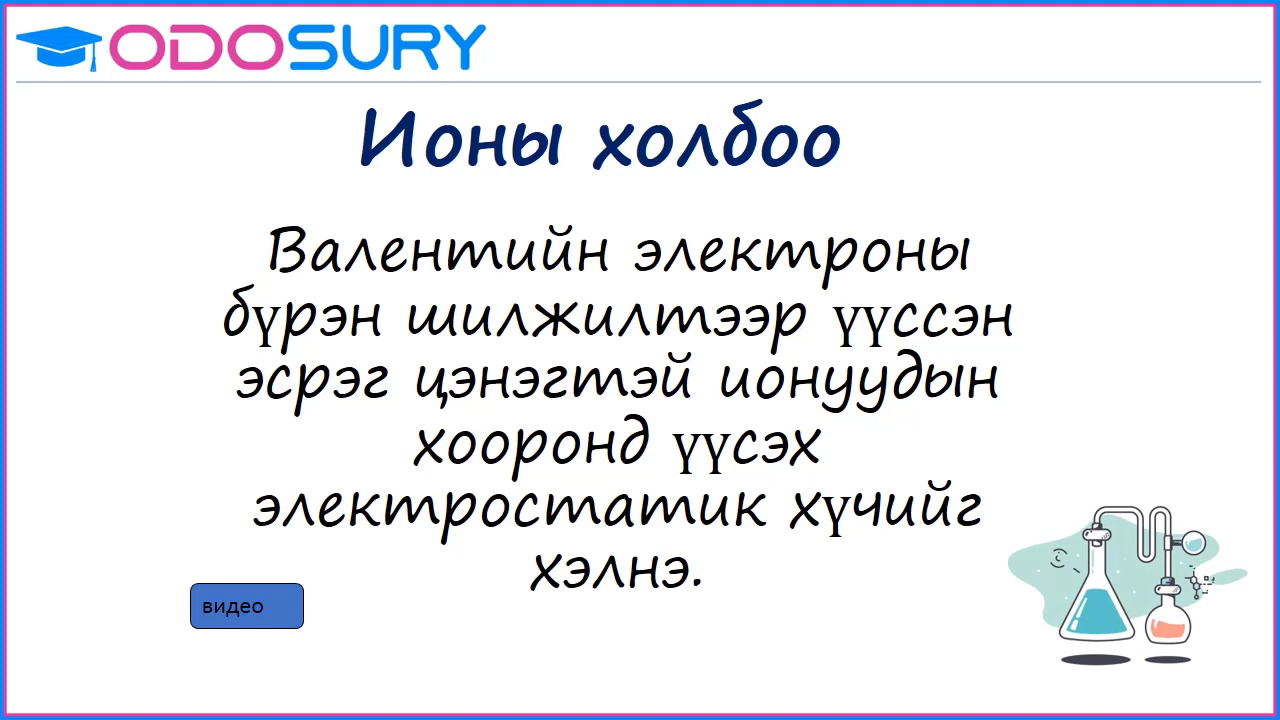 ODOSURY
Ионы холбоо
Валентийн электроны
бүрэн шилжилтээр үүссэн
эсрэг цэнэгтэй ионуудын
хооронд үүсэх
электростатик хүчийг
хэлнэ.
видео